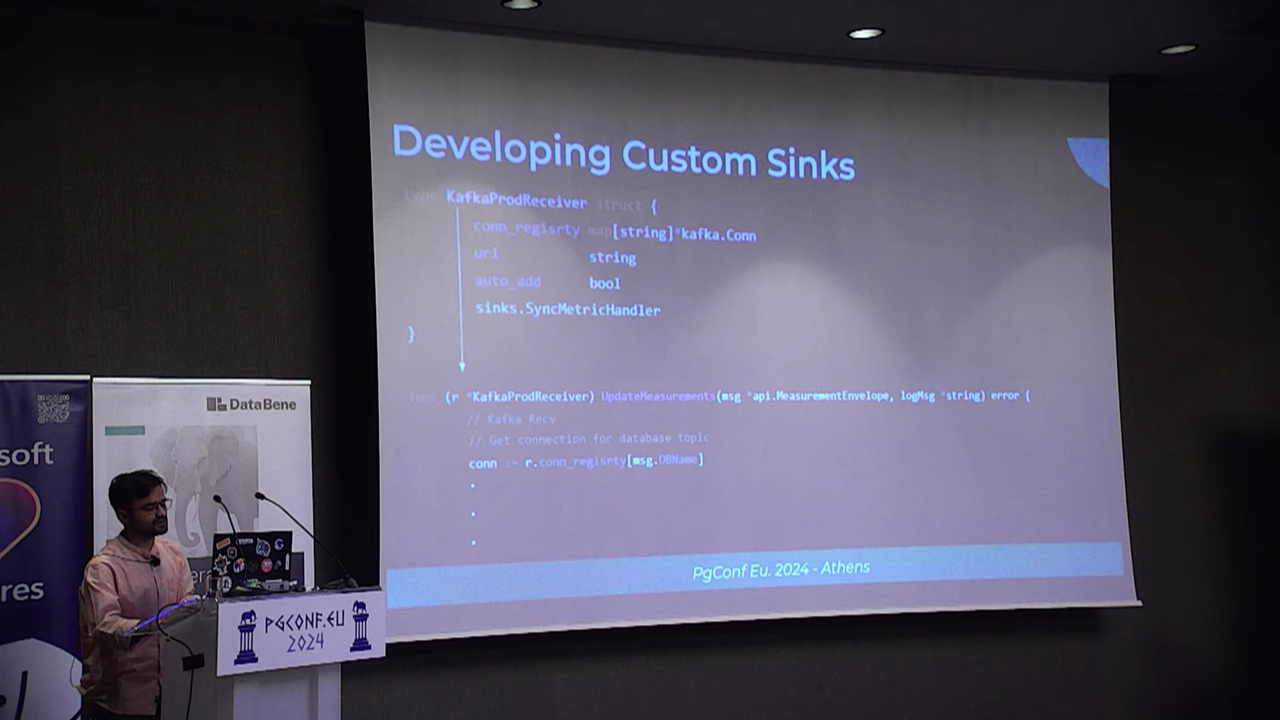 Developing Custom Sinks
type KafkaProdReceiver struct {
conn_regisrty map[string]*kafka.Conn
uri string
auto_add bool
sinks.SyncMetricHandler
}
func (r *KafkaProdReceiver) UpdateMeasurements(msg *api.MeasurementEnvelope, logMsg *string) error {
// Kafka Recv
// Get connection for database topic
conn := r.conn_regisrty[msg.DBName]
.
.
.
PgConf Eu. 2024 - Athens
DataBene
soft
res
PGCONF.EU
2024